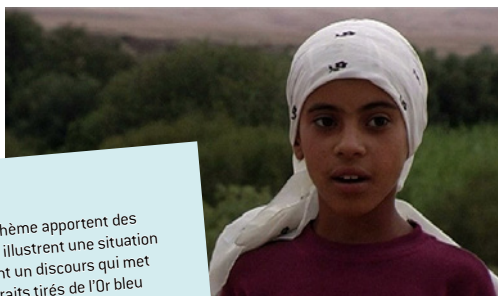 hème apportent des
illustrent une situation
nt un discours qui met
raits tirés de l'Or bleu